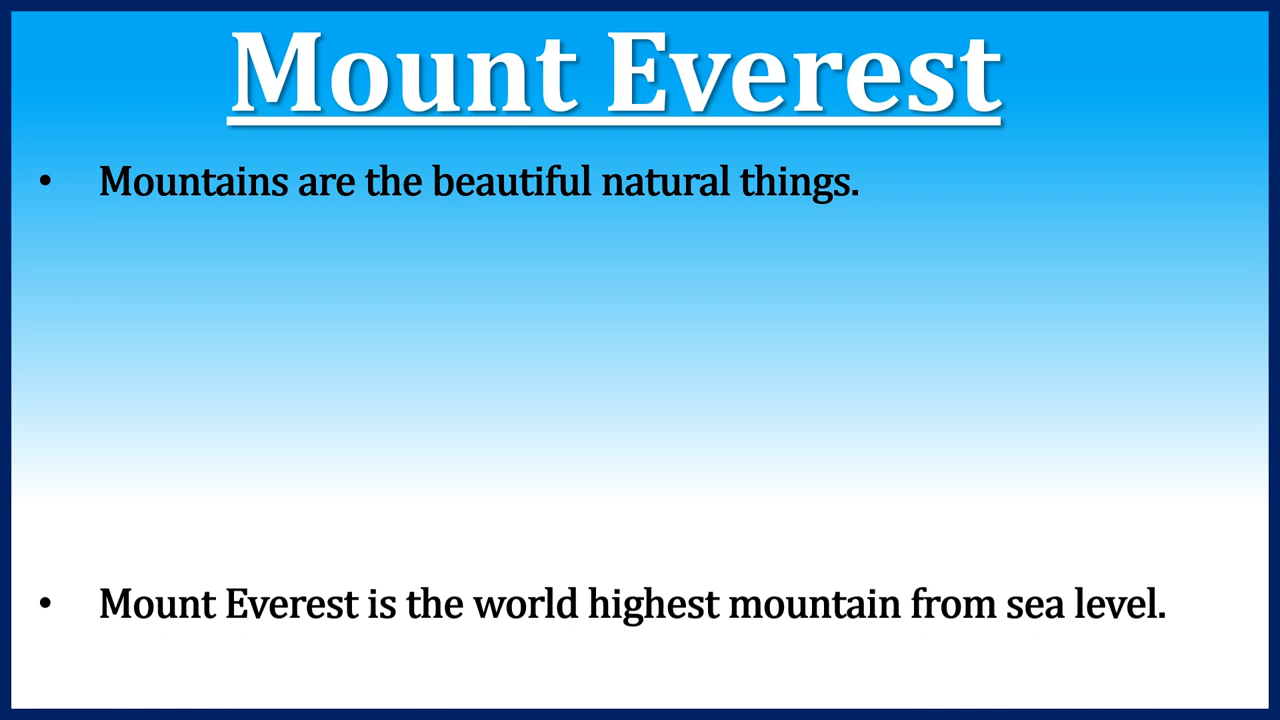 Mount Everest
• Mountains are the beautiful natural things.
• Mount Everest is the world highest mountain from sea level.